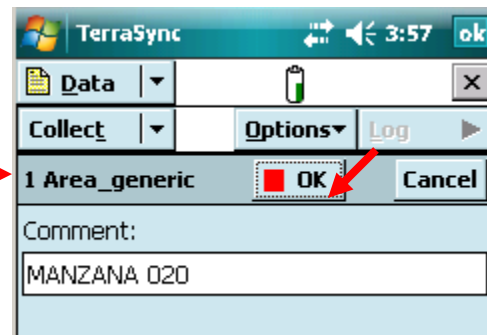 TerraSync 3:57 ok
Data
Collect Options Log
1 Area_generic OK Cancel
Comment:
MANZANA 020